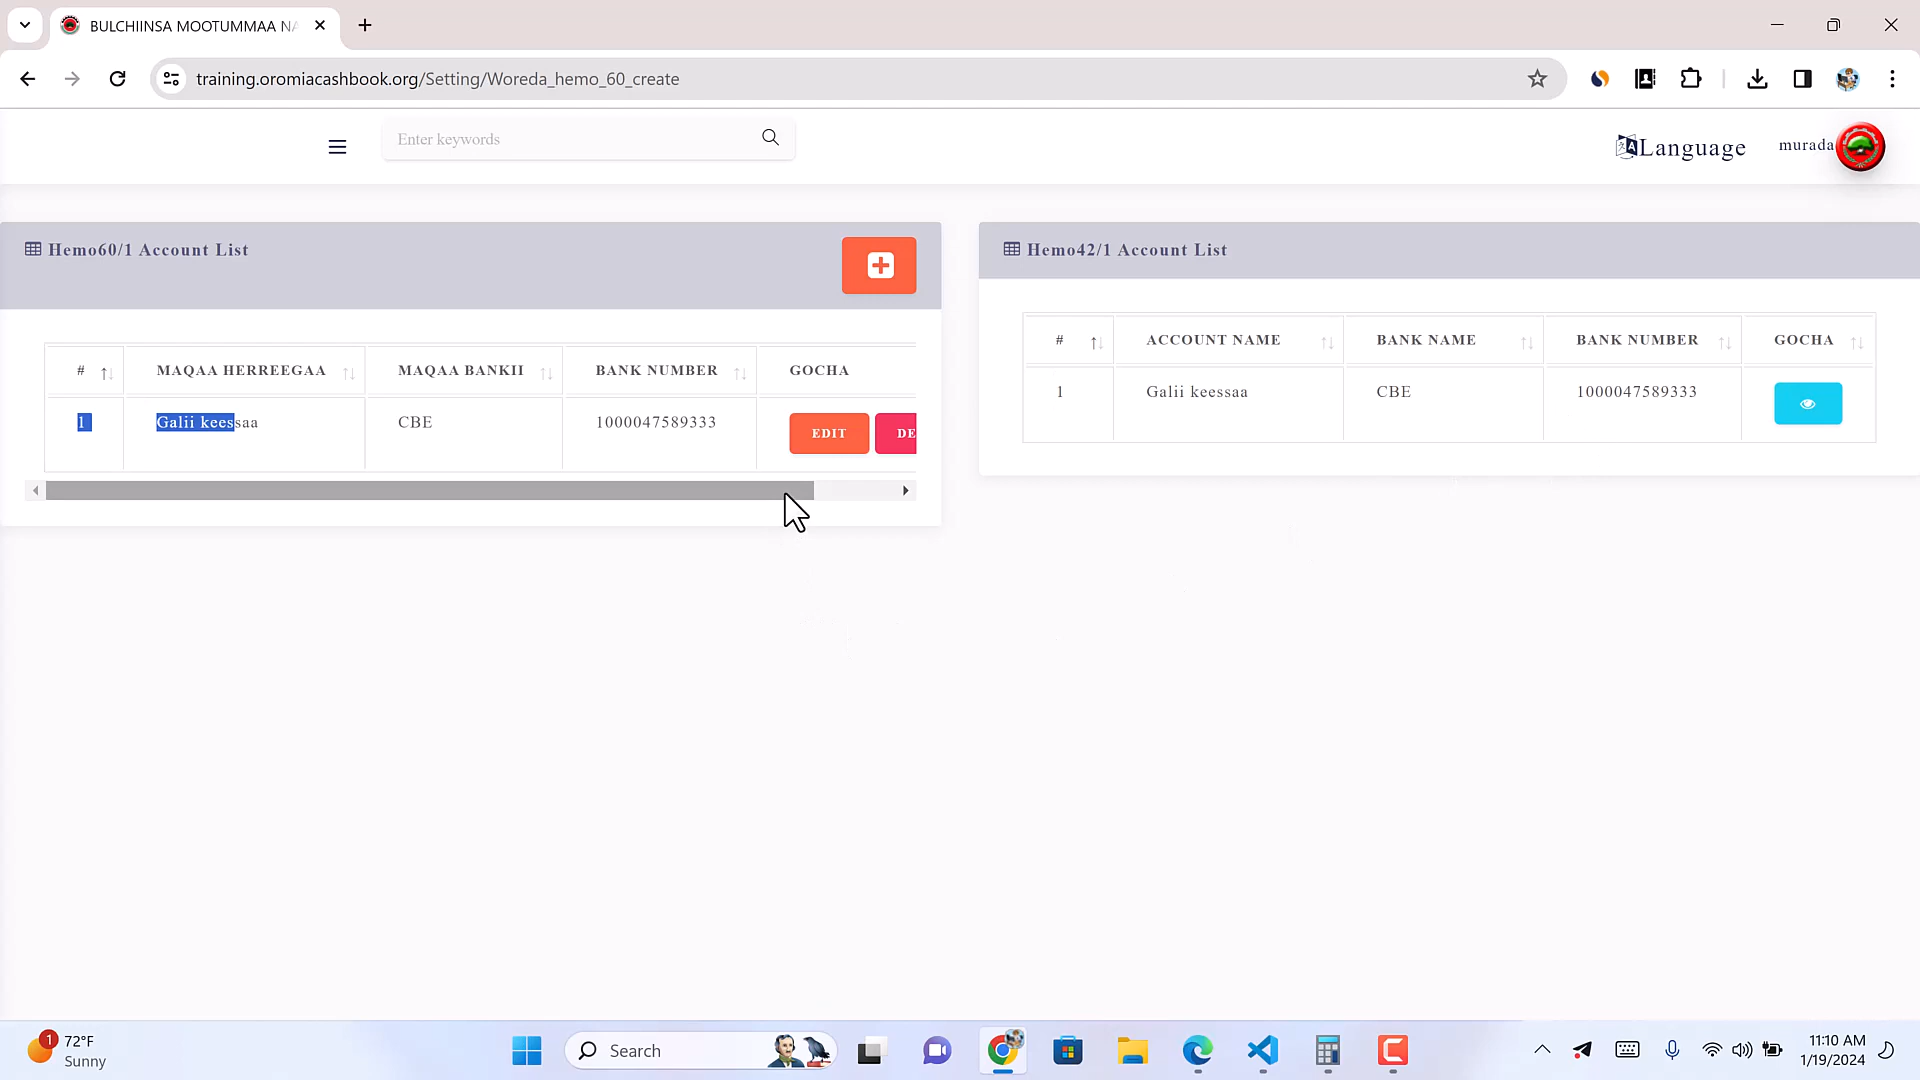 BULCHIINSA MOOTUMMAA NA
training.oromiacashbook.org/Setting/Woreda_hemo_60_create
Enter keywords
Language
murada
Hemo60/1 Account List
# MAQAA HERREEGAA MAQAA BANKII BANK NUMBER GOCHA
1 Galii keessaa CBE 1000047589333 EDIT DE
Hemo42/1 Account List
# ACCOUNT NAME BANK NAME BANK NUMBER GOCHA
1 Galii keessaa CBE 1000047589333
1
72°F
Sunny
Search
11:10 AM
1/19/2024